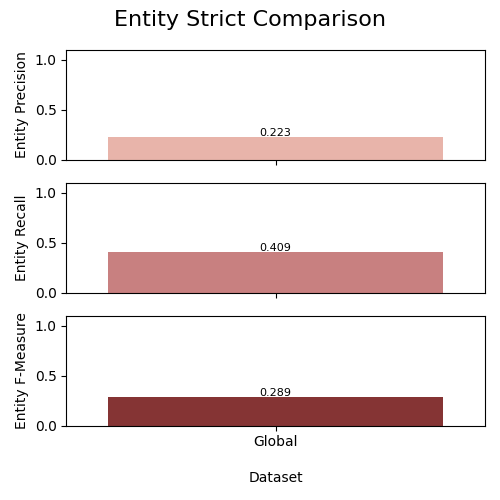 Entity Strict Comparison
Entity Precision
1.0
0.5
0.0
0.223
Entity Recall
1.0
0.5
0.0
0.409
Entity F-Measure
1.0
0.5
0.0
0.289
Global
Dataset